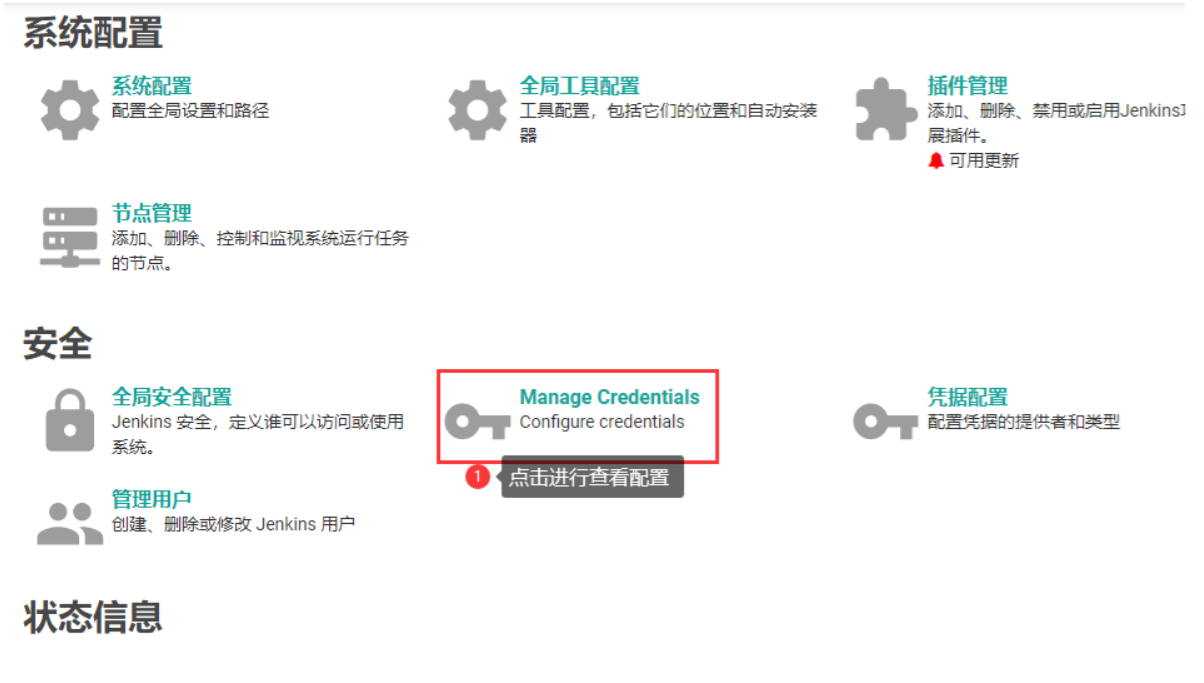 系统配置
系统配置
配置全局设置和路径
全局工具配置
工具配置，包括它们的位置和自动安装
器
插件管理
添加、删除、禁用或启用Jenkins
展插件。
可用更新
节点管理
添加、删除、控制和监视系统运行任务
的节点。
安全
全局安全配置
Jenkins 安全，定义谁可以访问或使用
系统。
Manage Credentials
Configure credentials
凭据配置
配置凭据的提供者和类型
1 点击进行查看配置
管理用户
创建、删除或修改 Jenkins 用户
状态信息